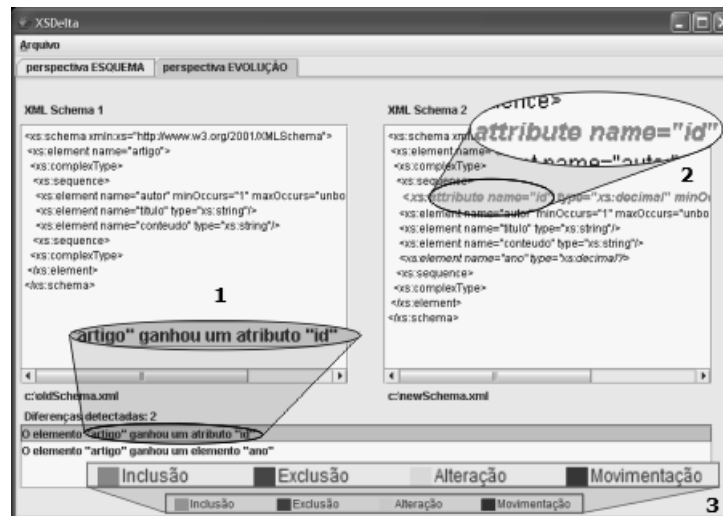 XSDelta
Arquivo
perspectiva ESQUEMA perspectiva EVOLUÇÃO
XML Schema 1
<xs:schema xmln:xs="http://www.w3.org/2001/XMLSchema">
<xs:element name="artigo">
<xs:complexType>
<xs:sequence>
<xs:element name="autor" minOccurs="1" maxOccurs="unbo
<xs:element name="titulo" type="xs:string"/>
<xs:element name="conteudo" type="xs:string"/>
<xs:sequence>
<xs:complexType>
</xs:element>
</xs:schema>
1
artigo" ganhou um atributo "id"
c:\oldSchema.xml
XML Schema 2
attribute name="id"
2
<xs:schema xml
<xs:element name=
<xs:complexType>
<xs:sequence>
<xs:attribute name="id" type="xs:decimal" minO
<xs:element name="autor" minOccurs="1" maxOccurs="unbo
<xs:element name="titulo" type="xs:string"/>
<xs:element name="conteudo" type="xs:string"/>
<xs:element name="ano" type="xs:decimal"/>
<xs:sequence>
<xs:complexType>
</xs:element>
</xs:schema>
c:\newSchema.xml
Diferenças detectadas: 2
O elemento "artigo" ganhou um atributo "id"
O elemento "artigo" ganhou um elemento "ano"
Inclusão Exclusão Alteração Movimentação
Inclusão Exclusão Alteração Movimentação
3